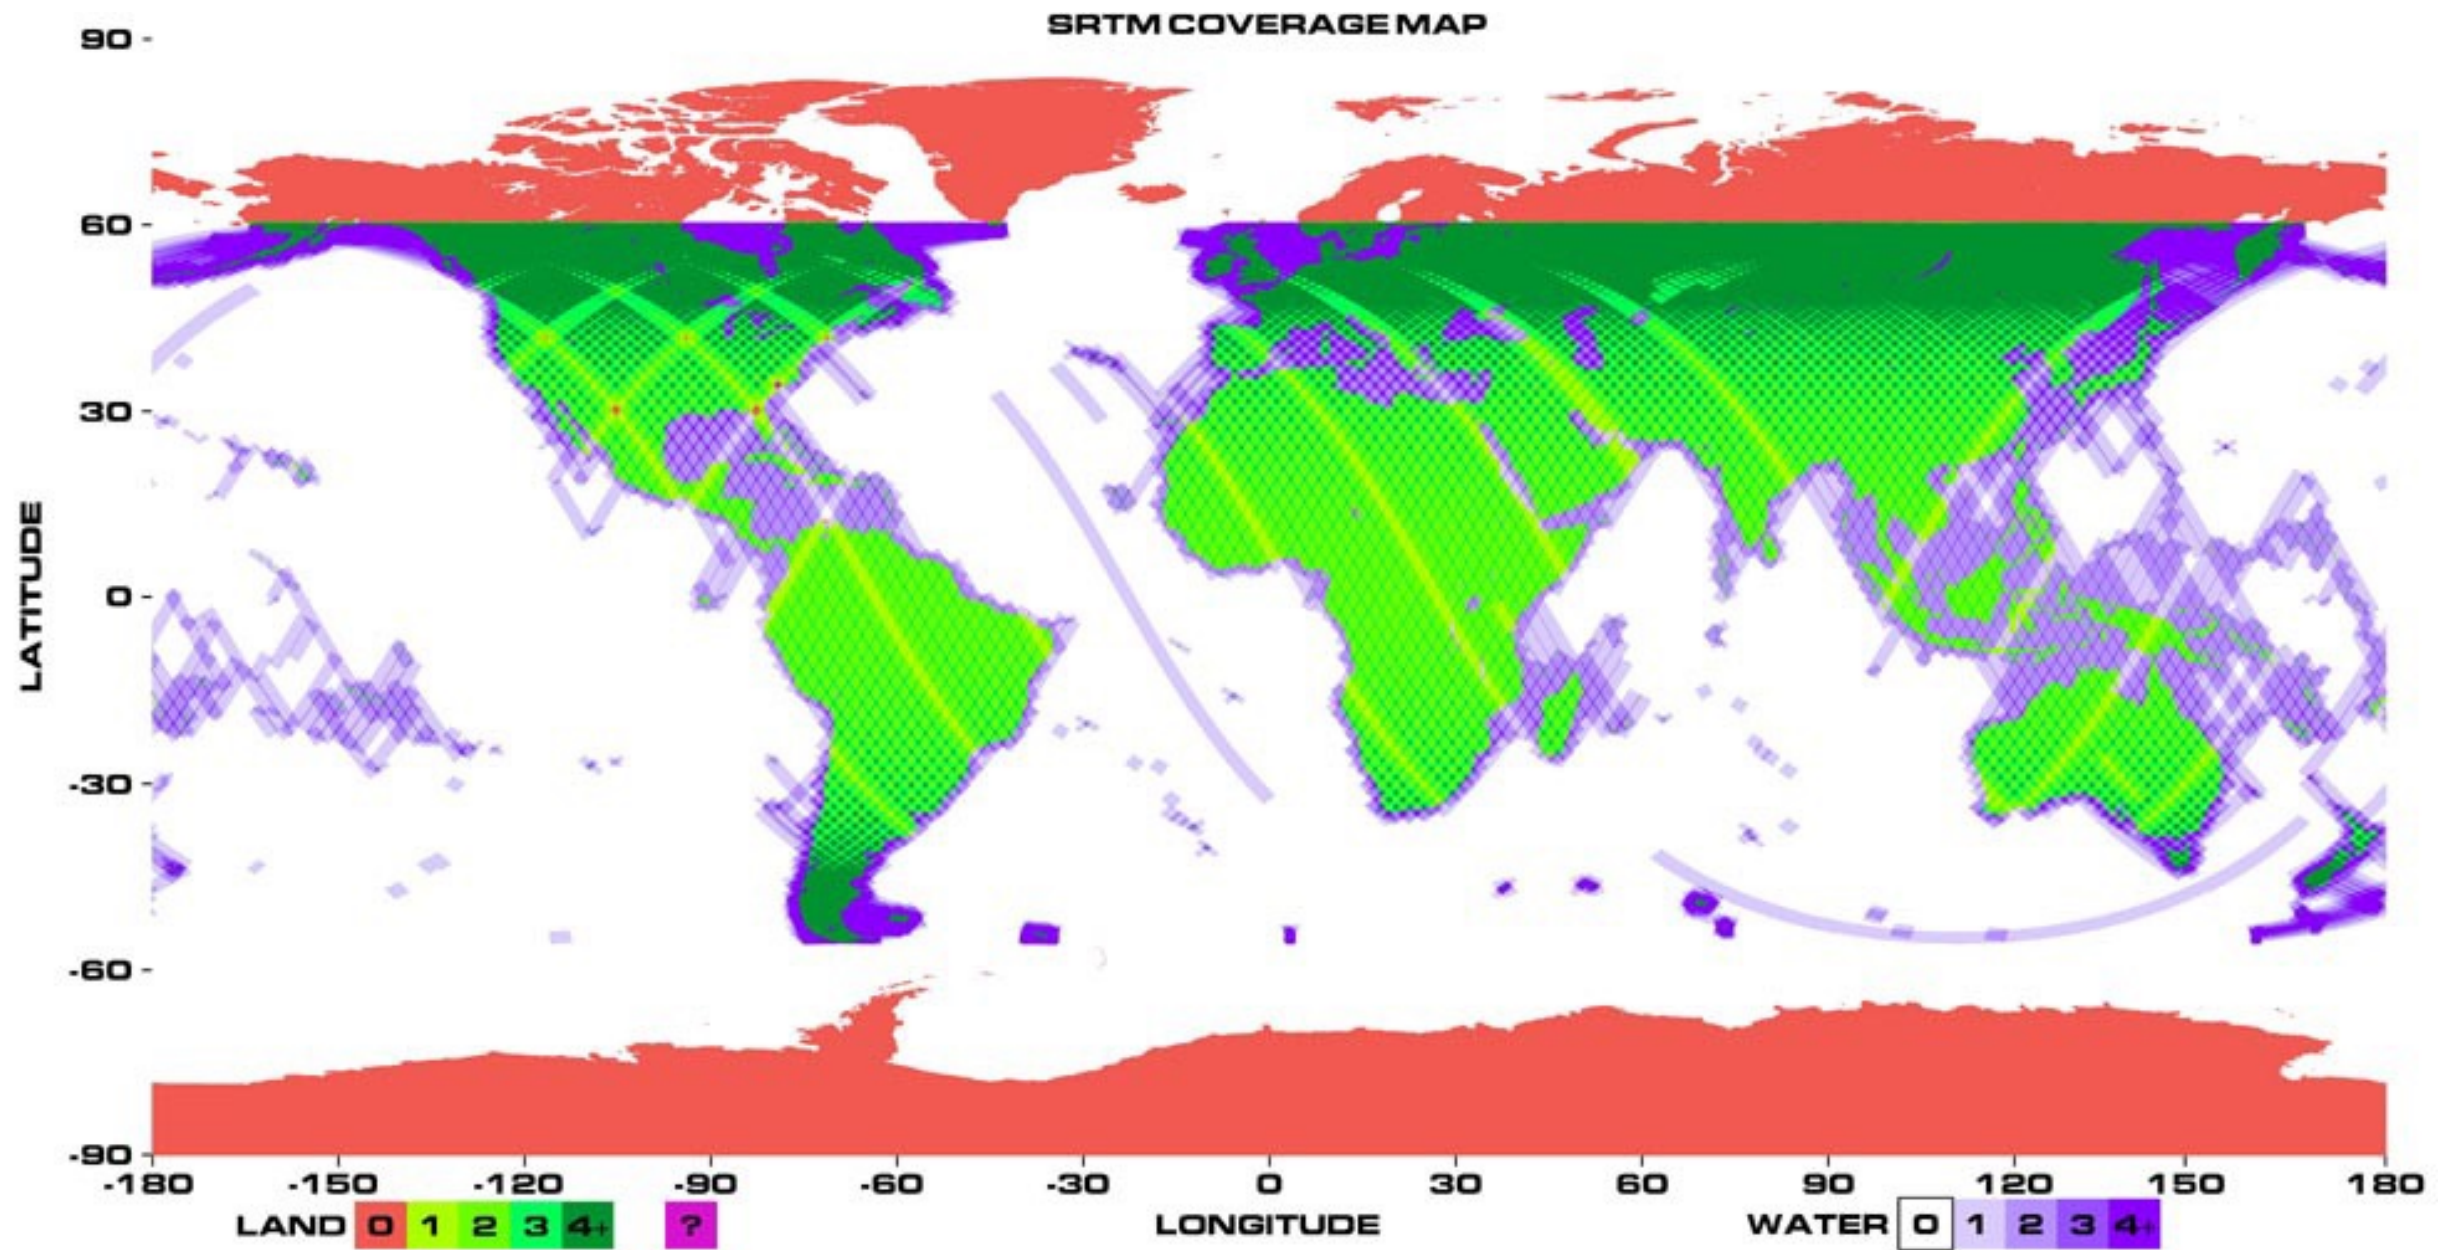 SRTM COVERAGE MAP
90
60
30
0
-30
-60
-90
LATITUDE
-180 -150 -120 -90 -60 -30 0 30 60 90 120 150 180
LAND 0 1 2 3 4+ ? LONGITUDE WATER 0 1 2 3 4+